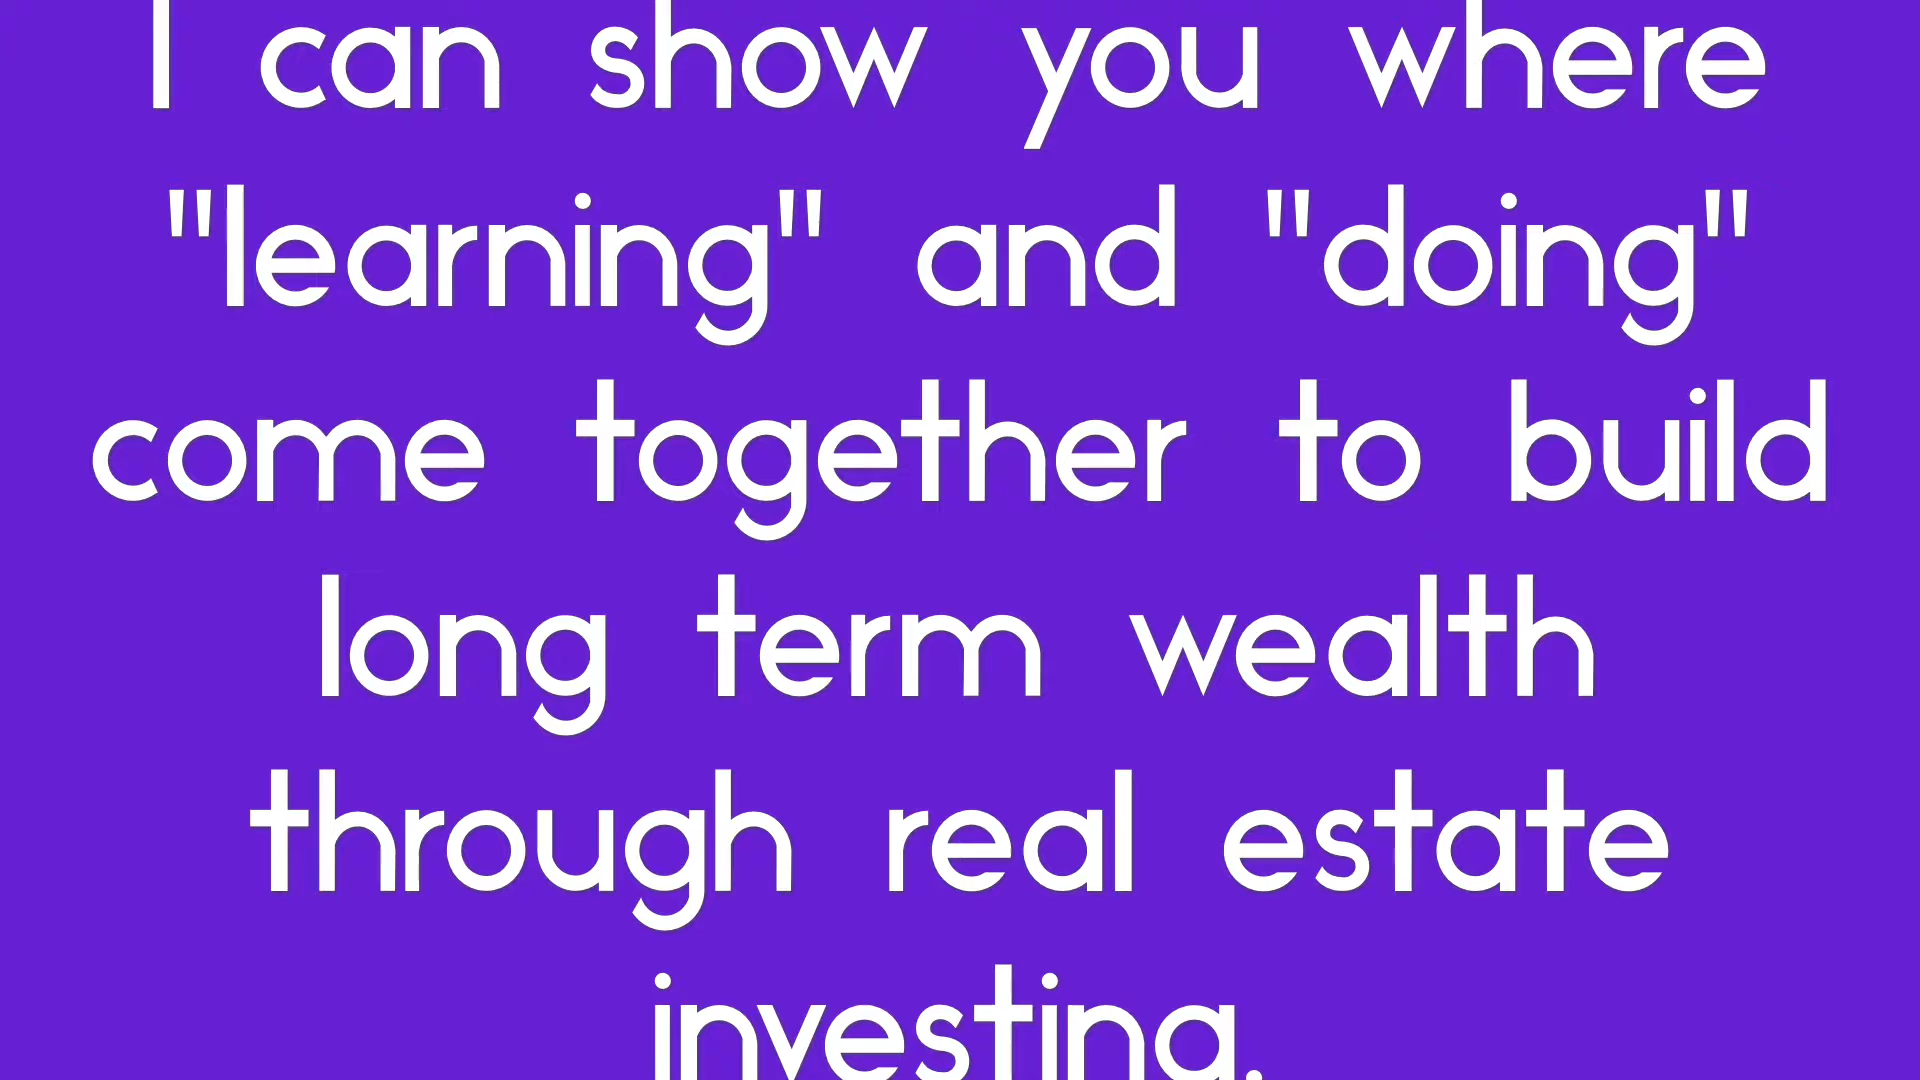 I can show you where
"learning" and "doing"
come together to build
long term wealth
through real estate
investing.